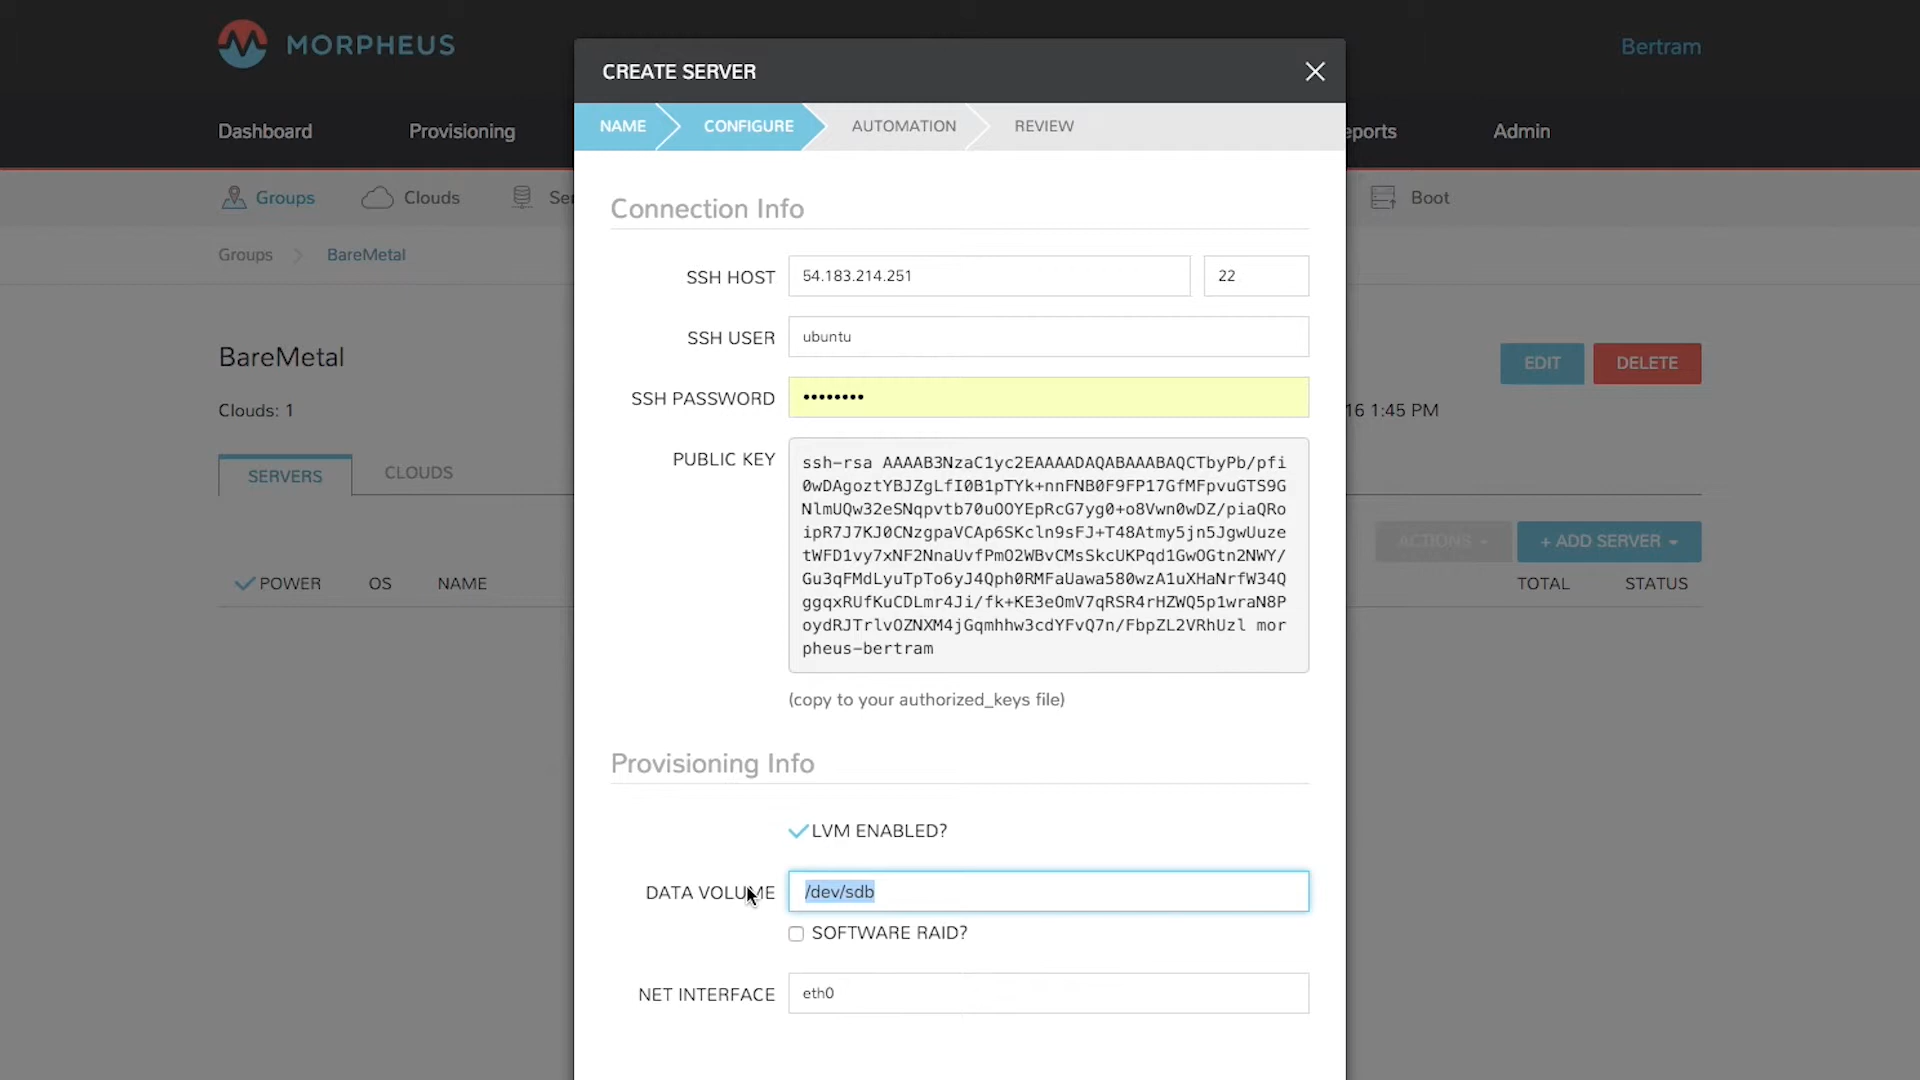 MORPHEUS
Bertram
CREATE SERVER
NAME
CONFIGURE
AUTOMATION
REVIEW
Dashboard
Provisioning
eports
Admin
Groups
Clouds
Ser
Boot
Groups
BareMetal
Connection Info
SSH HOST
54.183.214.251
22
SSH USER
ubuntu
BareMetal
EDIT
DELETE
SSH PASSWORD
••••••••
Clouds: 1
16 1:45 PM
PUBLIC KEY
ssh-rsa AAAAB3NzaC1yc2EAAAADAQABAAABAQCTbyPb/pfi
0wDAgoztYBJZgLfI0B1pTYk+nnFNB0F9FP17GfMFpvuGTS9G
NlmUQw32eSNqpvtb70uOOYEpRcG7yg0+o8Vwn0wDZ/piaQRo
ipR7J7KJ0CNzgpaVCAp6SKcln9sFJ+T48Atmy5jn5JgwUuze
tWFD1vy7xNF2NnaUvfPmO2WBvCMsSkcUKPqd1GwOGtn2NWY/
Gu3qFMdLyuTpTo6yJ4Qph0RMFaUawa580wzA1uXHaNrfW34Q
ggqxRUfKuCDLmr4Ji/fk+KE3eOmV7qRSR4rHZWQ5p1wraN8P
oydRJTrlvOZNXM4jGqmhhw3cdYFvQ7n/FbpZL2VRhUzl mor
pheus-bertram
(copy to your authorized_keys file)
SERVERS
CLOUDS
ACTIONS
+ ADD SERVER
POWER
OS
NAME
TOTAL
STATUS
Provisioning Info
LVM ENABLED?
DATA VOLUME
/dev/sdb
SOFTWARE RAID?
NET INTERFACE
eth0